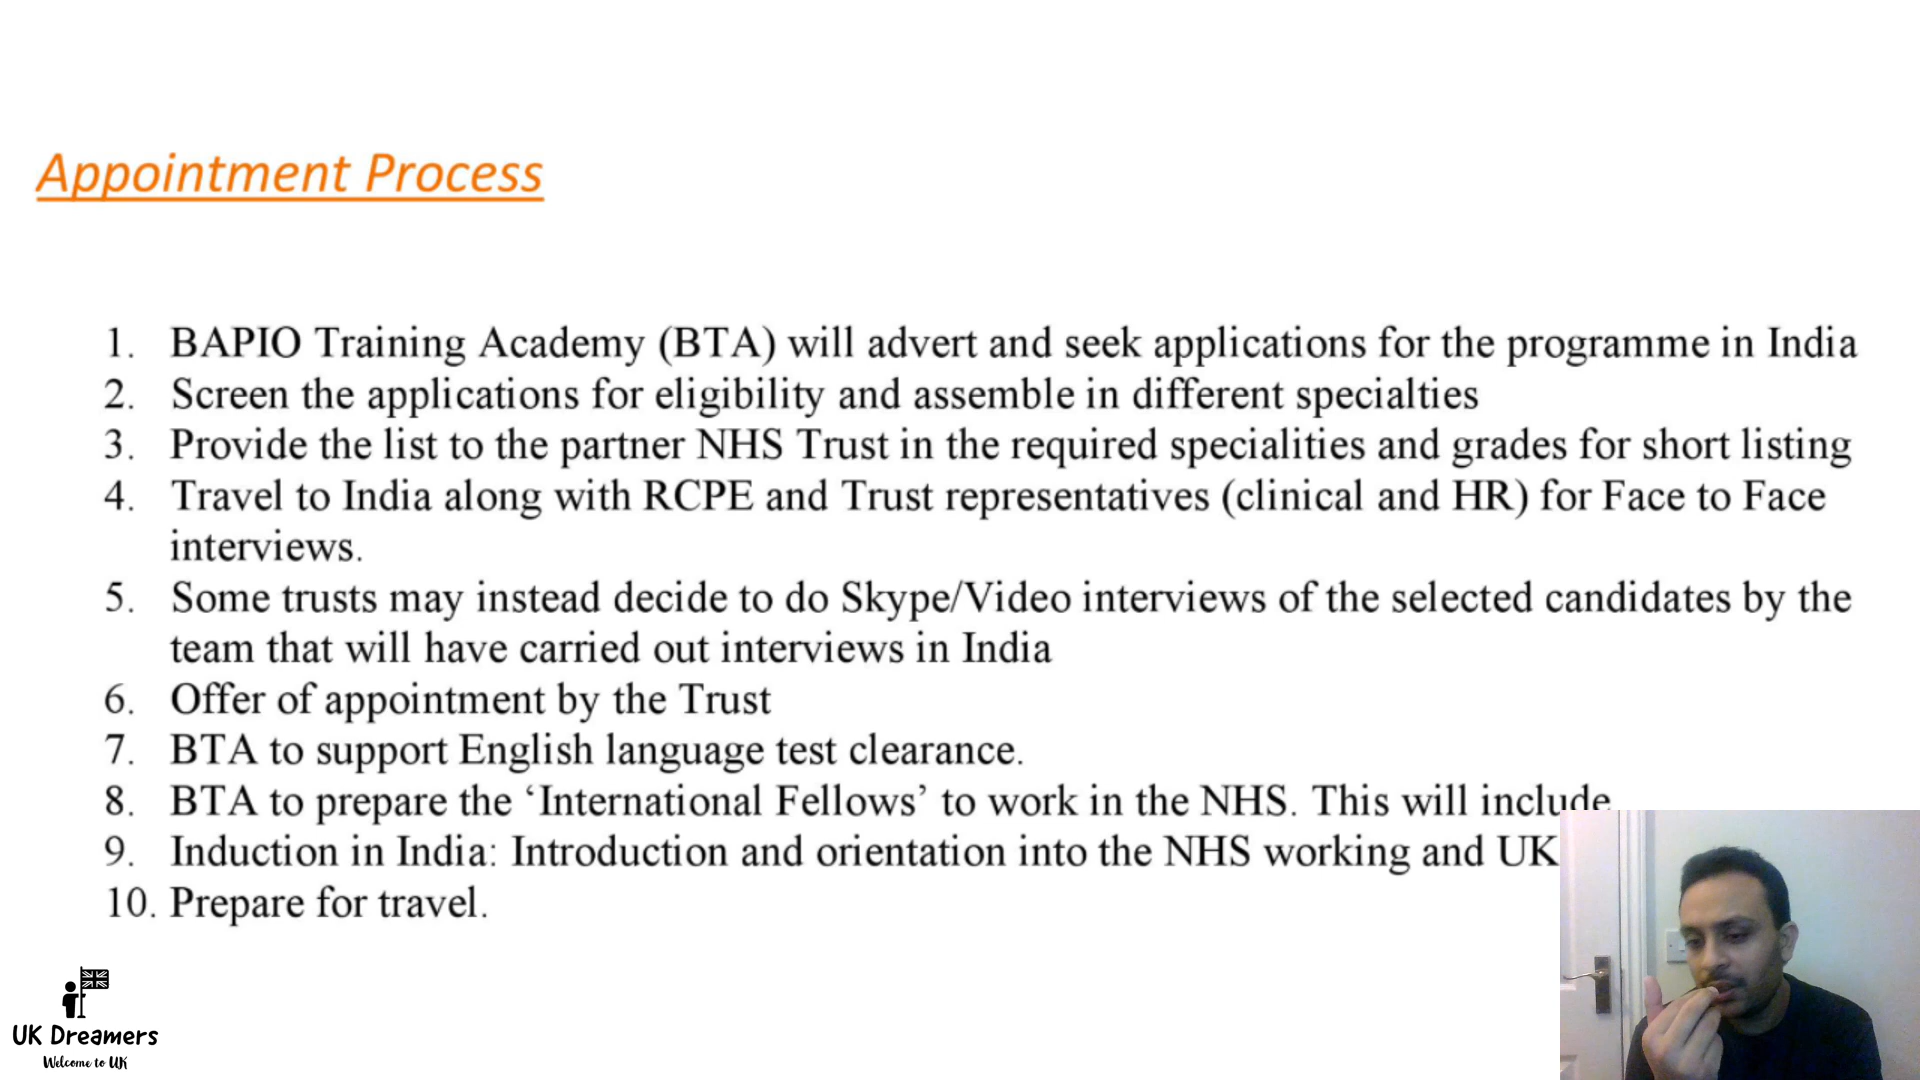 Appointment Process
1. BAPIO Training Academy (BTA) will advert and seek applications for the programme in India
2. Screen the applications for eligibility and assemble in different specialties
3. Provide the list to the partner NHS Trust in the required specialities and grades for short listing
4. Travel to India along with RCPE and Trust representatives (clinical and HR) for Face to Face
interviews.
5. Some trusts may instead decide to do Skype/Video interviews of the selected candidates by the
team that will have carried out interviews in India
6. Offer of appointment by the Trust
7. BTA to support English language test clearance.
8. BTA to prepare the ‘International Fellows’ to work in the NHS. This will include
9. Induction in India: Introduction and orientation into the NHS working and UK
10. Prepare for travel.
UK Dreamers
Welcome to UK